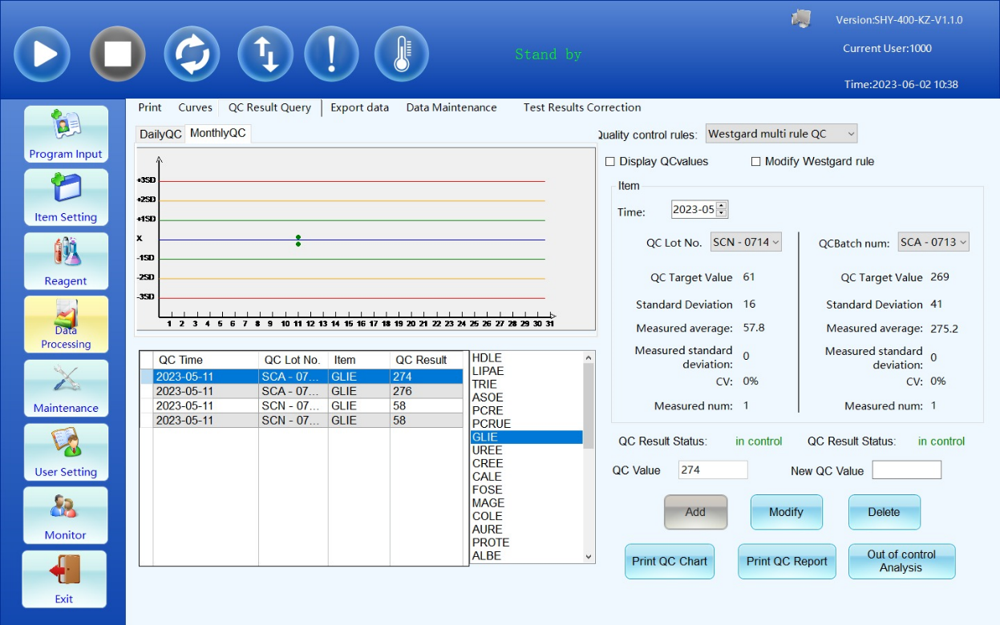 Version:SHY-400-KZ-V1.1.0
Stand by
Current User:1000
Time:2023-06-02 10:38
Program Input
Item Setting
Reagent
Data
Processing
Maintenance
User Setting
Monitor
Exit
Print Curves QC Result Query Export data Data Maintenance Test Results Correction
DailyQC MonthlyQC
+3SD
+2SD
+1SD
X
-1SD
-2SD
-3SD
1 2 3 4 5 6 7 8 9 10 11 12 13 14 15 16 17 18 19 20 21 22 23 24 25 26 27 28 29 30 31
QC Time QC Lot No. Item QC Result
2023-05-11 SCA - 07... GLIE 274
2023-05-11 SCA - 07... GLIE 276
2023-05-11 SCN - 07... GLIE 58
2023-05-11 SCN - 07... GLIE 58
HDLE
LIPAE
TRIE
ASOE
PCRE
PCRUE
GLIE
UREE
CREE
CALE
FOSE
MAGE
COLE
AURE
PROTE
ALBE
Quality control rules: Westgard multi rule QC
Display QCvalues Modify Westgard rule
Item
Time: 2023-05
QC Lot No. SCN - 0714 QCBatch num: SCA - 0713
QC Target Value 61 QC Target Value 269
Standard Deviation 16 Standard Deviation 41
Measured average: 57.8 Measured average: 275.2
Measured standard
deviation: 0
Measured standard
deviation: 0
CV: 0% CV: 0%
Measured num: 1 Measured num: 1
QC Result Status: in control QC Result Status: in control
QC Value 274 New QC Value
Add Modify Delete
Print QC Chart Print QC Report Out of control
Analysis